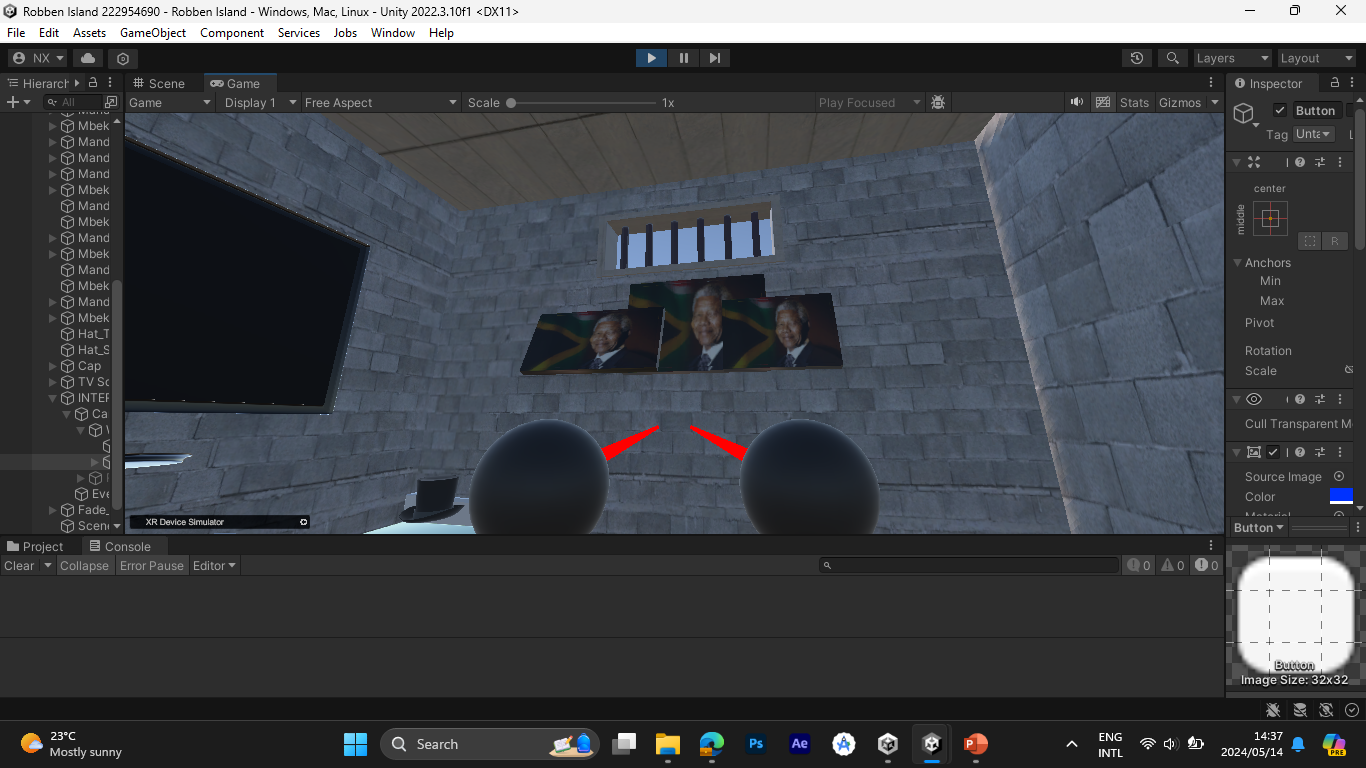 Robben Island 222954690 - Robben Island - Windows, Mac, Linux - Unity 2022.3.10f1 <DX11>
File Edit Assets GameObject Component Services Jobs Window Help
NX Layers Layout
Hierarch Scene Game Inspector
All Game Display 1 Free Aspect Scale 1x Play Focused Stats Gizmos
Button
Tag Unta
Mbek
Mand
Mand
Mand
Mbek
Mand
Mbek
Mand
Mbek
Mand
Mbek
Mand
Mbek
Hat_T
Hat_S
Cap
TV Sc
INTER
Ca
Eve
Fade_
Scene
XR Device Simulator
center
middle
R
Anchors
Min
Max
Pivot
Rotation
Scale
Cull Transparent M
Source Image
Color
Material
Button
Project Console
Clear Collapse Error Pause Editor 0 0 0
Button
Image Size: 32x32
23°C
Mostly sunny
Search
Ps Ae P
ENG
INTL
14:37
2024/05/14
PRE